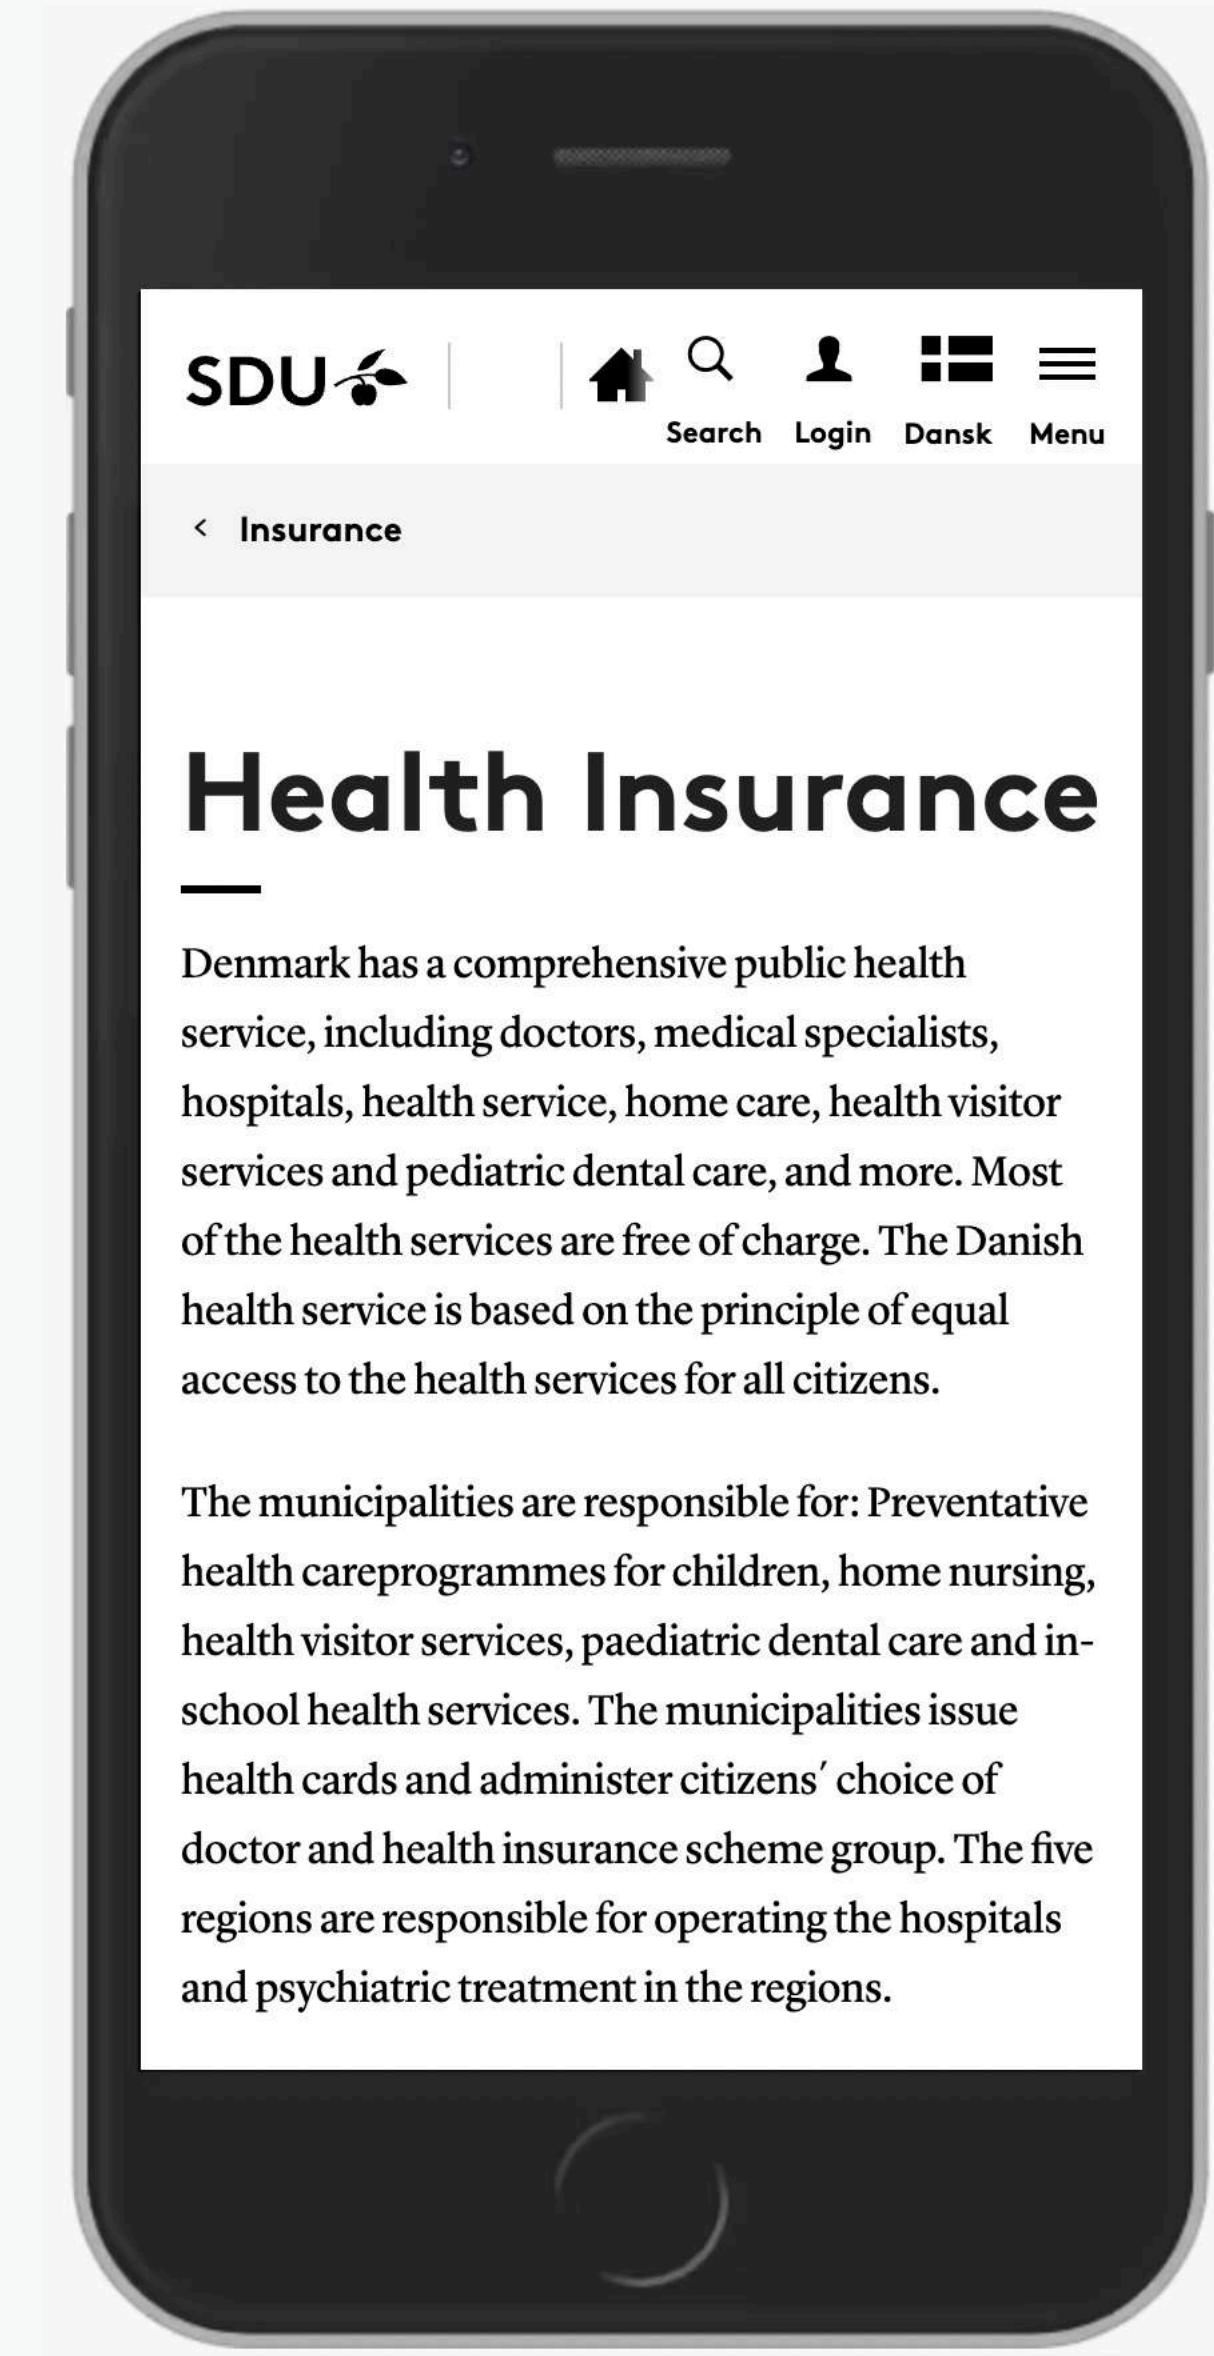 SDU
Search Login Dansk Menu
< Insurance
Health Insurance
Denmark has a comprehensive public health
service, including doctors, medical specialists,
hospitals, health service, home care, health visitor
services and pediatric dental care, and more. Most
of the health services are free of charge. The Danish
health service is based on the principle of equal
access to the health services for all citizens.
The municipalities are responsible for: Preventative
health careprogrammes for children, home nursing,
health visitor services, paediatric dental care and in-
school health services. The municipalities issue
health cards and administer citizens´ choice of
doctor and health insurance scheme group. The five
regions are responsible for operating the hospitals
and psychiatric treatment in the regions.